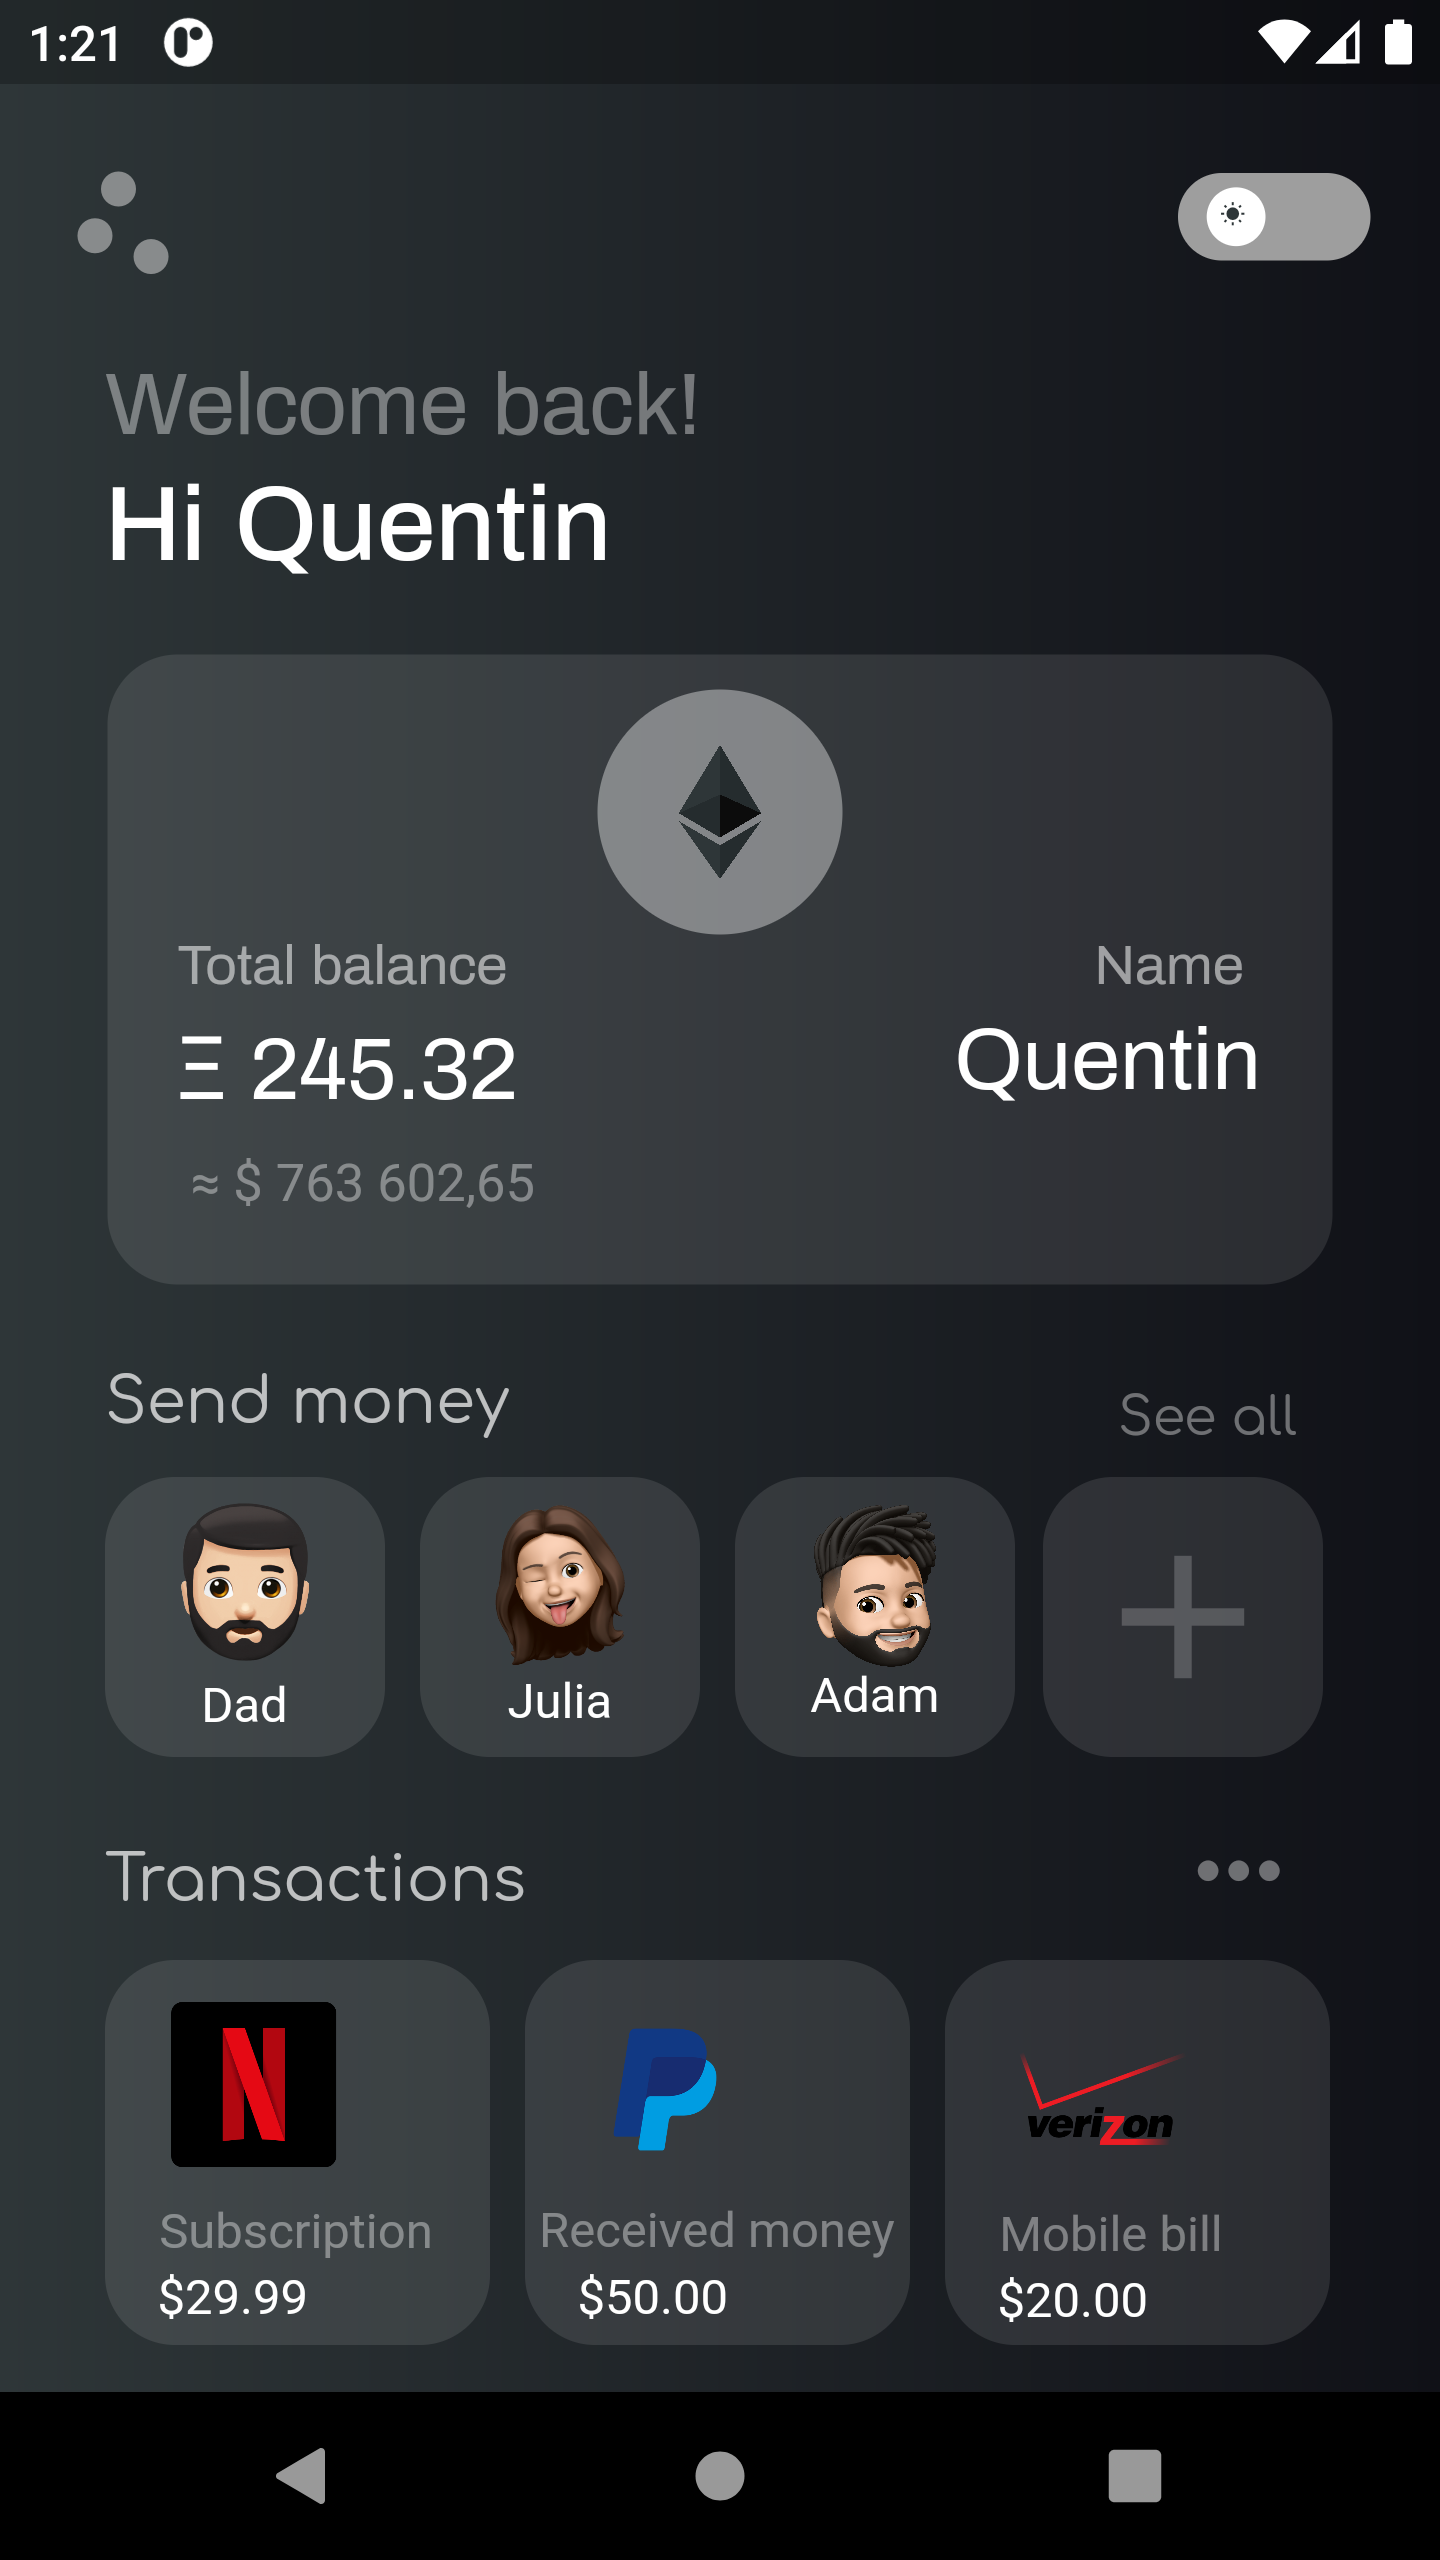 1:21
Welcome back!
Hi Quentin
Total balance
Name
Ξ 245.32
Quentin
≈ $ 763 602,65
Send money
See all
Dad
Julia
Adam
Transactions
N
verizon
Subscription
Received money
Mobile bill
$29.99
$50.00
$20.00